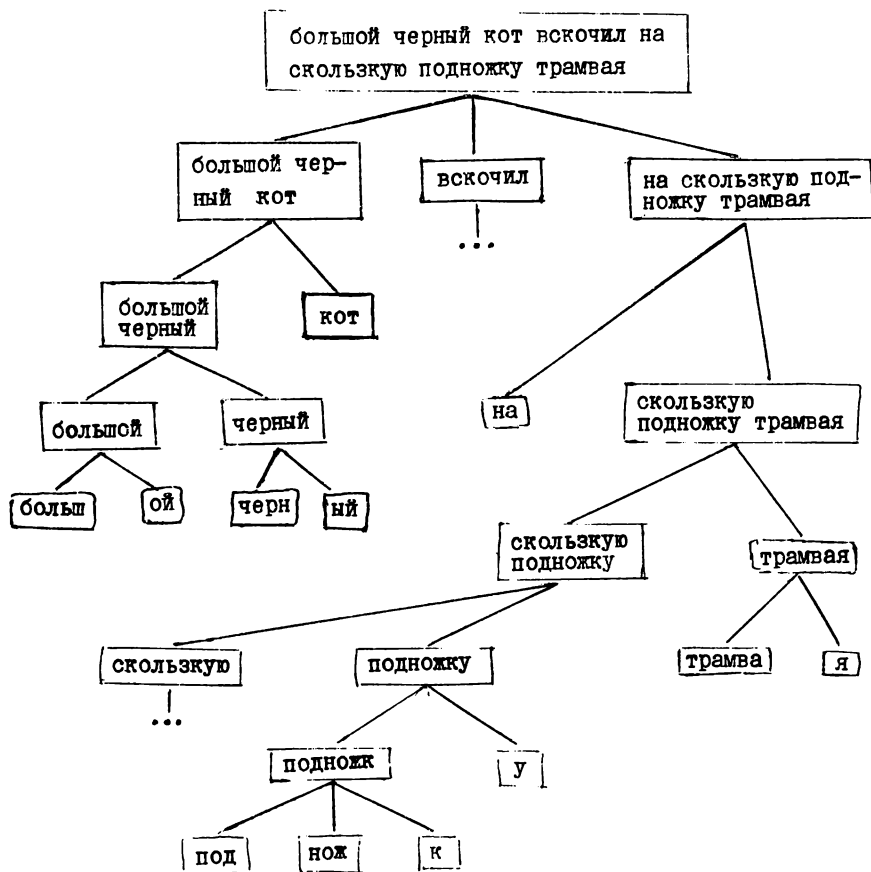 большой черный кот вскочил на
скользкую подножку трамвая
большой чер-
ный кот
вскочил
на скользкую под-
ножку трамвая
...
большой
черный
кот
большой
черный
на
скользкую
подножку трамвая
больш
ой
черн
ый
скользкую
подножку
трамвая
скользкую
подножку
трамва
я
...
подножк
у
под
нож
к